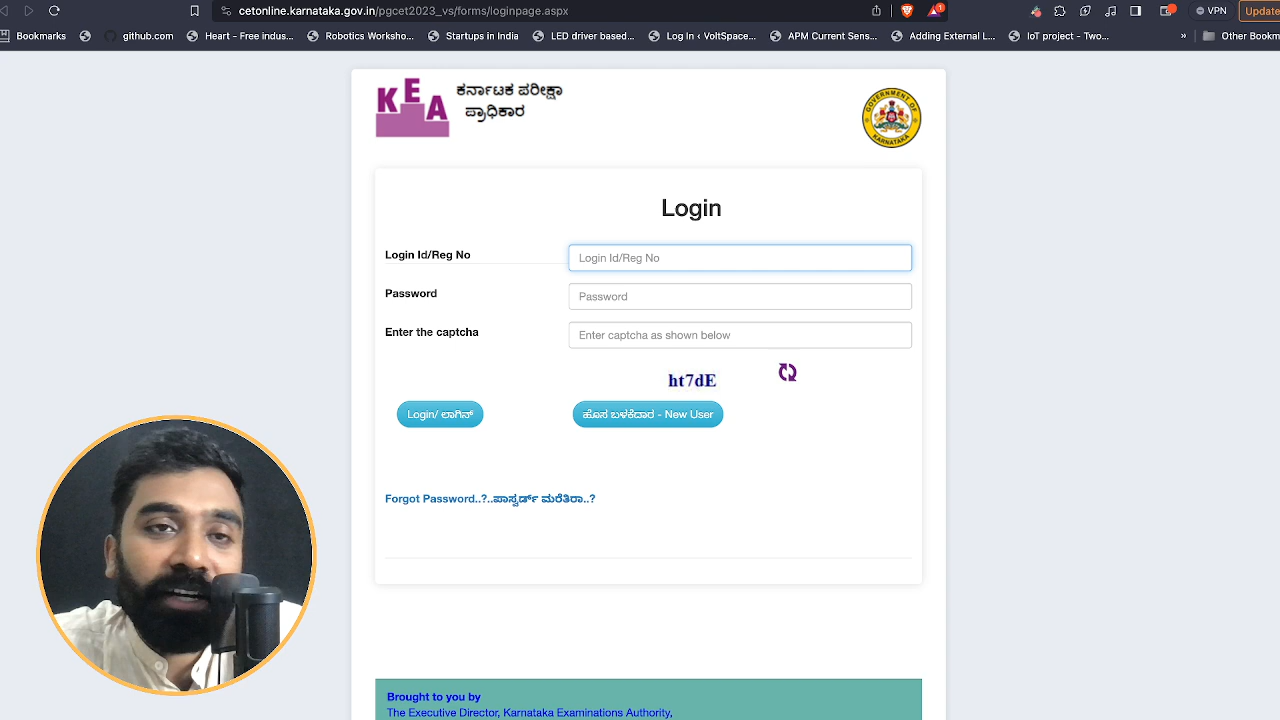 cetonline.karnataka.gov.in/pgcet2023_vs/forms/loginpage.aspx
1
VPN
Update
Bookmarks
github.com
Heart - Free indus...
Robotics Worksho...
Startups in India
LED driver based...
Log In ‹ VoltSpace...
APM Current Sens...
Adding External I...
IoT project - Two...
»
Other Bookm
KEA
ಕರ್ನಾಟಕ ಪರೀಕ್ಷಾ
ಪ್ರಾಧಿಕಾರ
GOVERNMENT OF
KARNATAKA
Login
Login Id/Reg No
Login Id/Reg No
Password
Password
Enter the captcha
Enter captcha as shown below
ht7dE
Login/ ಲಾಗಿನ್
ಹೊಸ ಬಳಕೆದಾರ - New User
Forgot Password..?..ಪಾಸ್ವರ್ಡ್ ಮರೆತಿರಾ..?
Brought to you by
The Executive Director, Karnataka Examinations Authority,